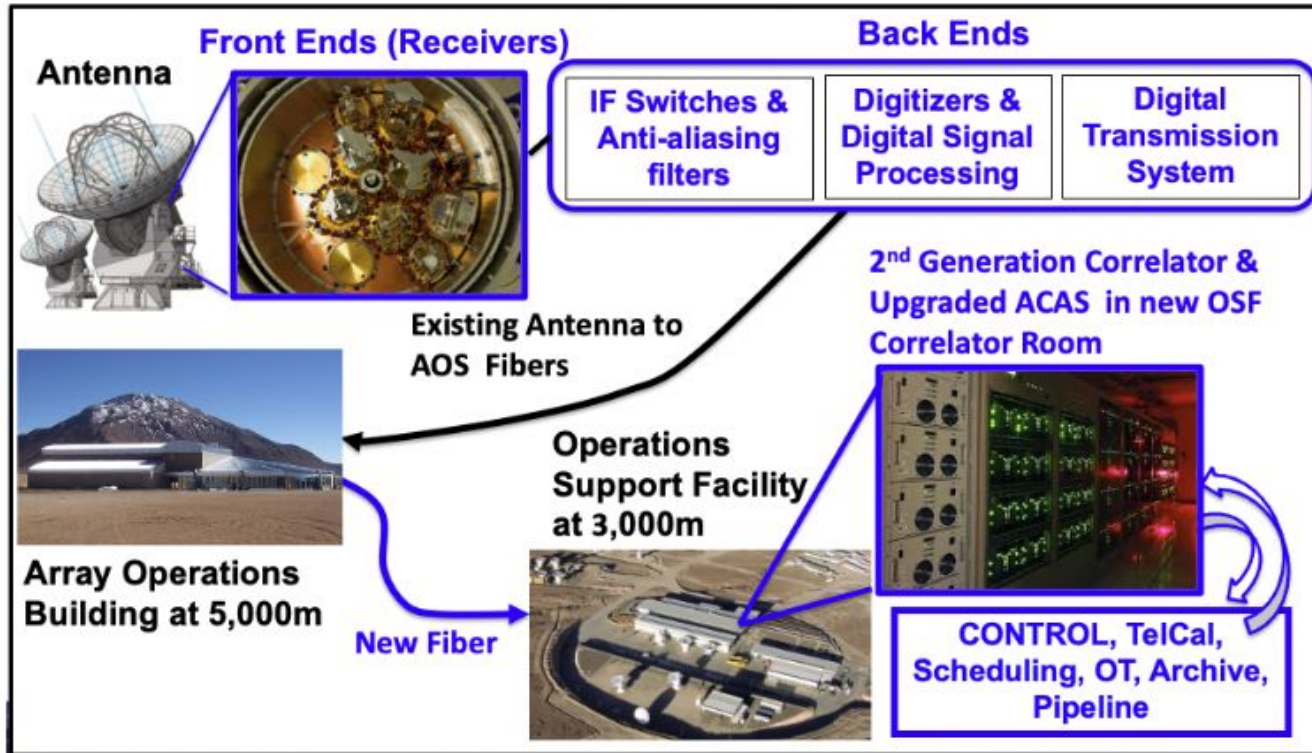 Antenna
Front Ends (Receivers)
Back Ends
IF Switches &
Anti-aliasing
filters
Digitizers &
Digital Signal
Processing
Digital
Transmission
System
2nd Generation Correlator &
Upgraded ACAS in new OSF
Correlator Room
Existing Antenna to
AOS Fibers
Operations
Support Facility
at 3,000m
Array Operations
Building at 5,000m
New Fiber
CONTROL, TelCal,
Scheduling, OT, Archive,
Pipeline